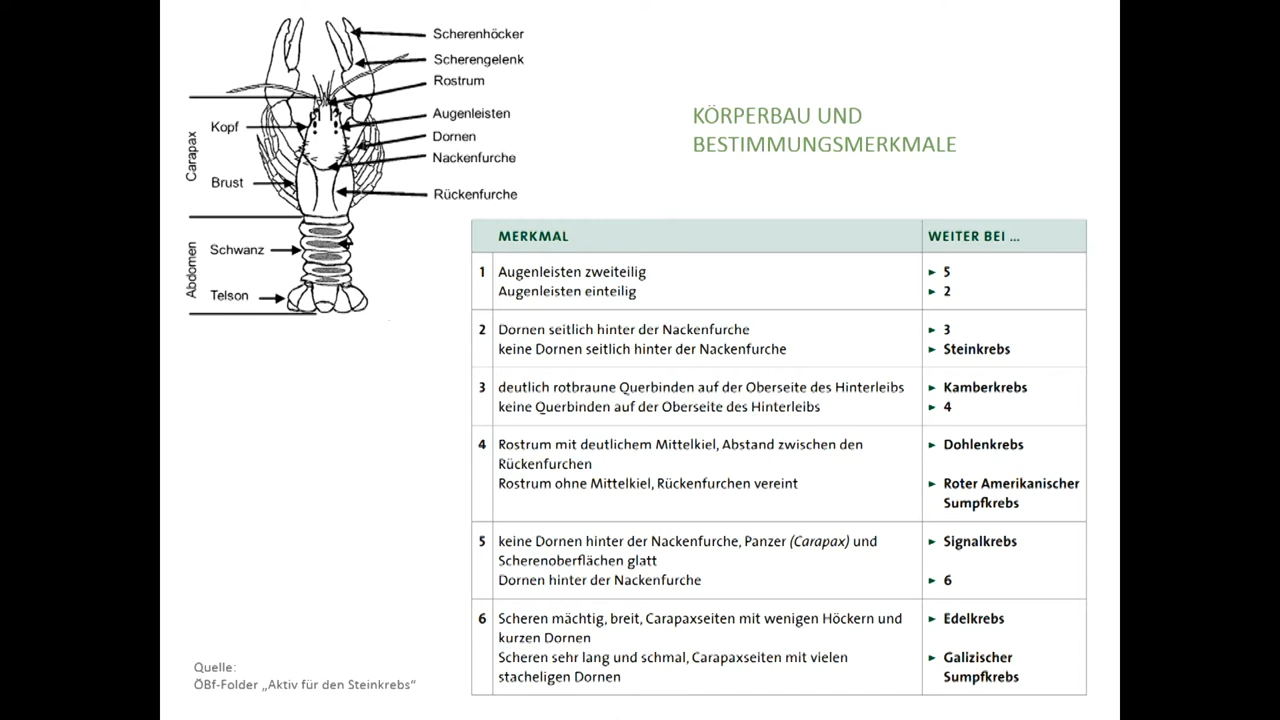 Scherenhöcker
Scherengelenk
Rostrum
Augenleisten
Dornen
Nackenfurche
Rückenfurche
Carapax
Kopf
Brust
Abdomen
Schwanz
Telson
KÖRPERBAU UND
BESTIMMUNGSMERKMALE
MERKMAL WEITER BEI ...
1 Augenleisten zweiteilig ► 5
Augenleisten einteilig ► 2
2 Dornen seitlich hinter der Nackenfurche ► 3
keine Dornen seitlich hinter der Nackenfurche ► Steinkrebs
3 deutlich rotbraune Querbinden auf der Oberseite des Hinterleibs ► Kamberkrebs
keine Querbinden auf der Oberseite des Hinterleibs ► 4
4 Rostrum mit deutlichem Mittelkiel, Abstand zwischen den ► Dohlenkrebs
Rückenfurchen
Rostrum ohne Mittelkiel, Rückenfurchen vereint ► Roter Amerikanischer
Sumpfkrebs
5 keine Dornen hinter der Nackenfurche, Panzer (Carapax) und ► Signalkrebs
Scherenoberflächen glatt
Dornen hinter der Nackenfurche ► 6
6 Scheren mächtig, breit, Carapaxseiten mit wenigen Höckern und ► Edelkrebs
kurzen Dornen
Scheren sehr lang und schmal, Carapaxseiten mit vielen ► Galizischer
stacheligen Dornen Sumpfkrebs
Quelle:
ÖBf-Folder „Aktiv für den Steinkrebs“